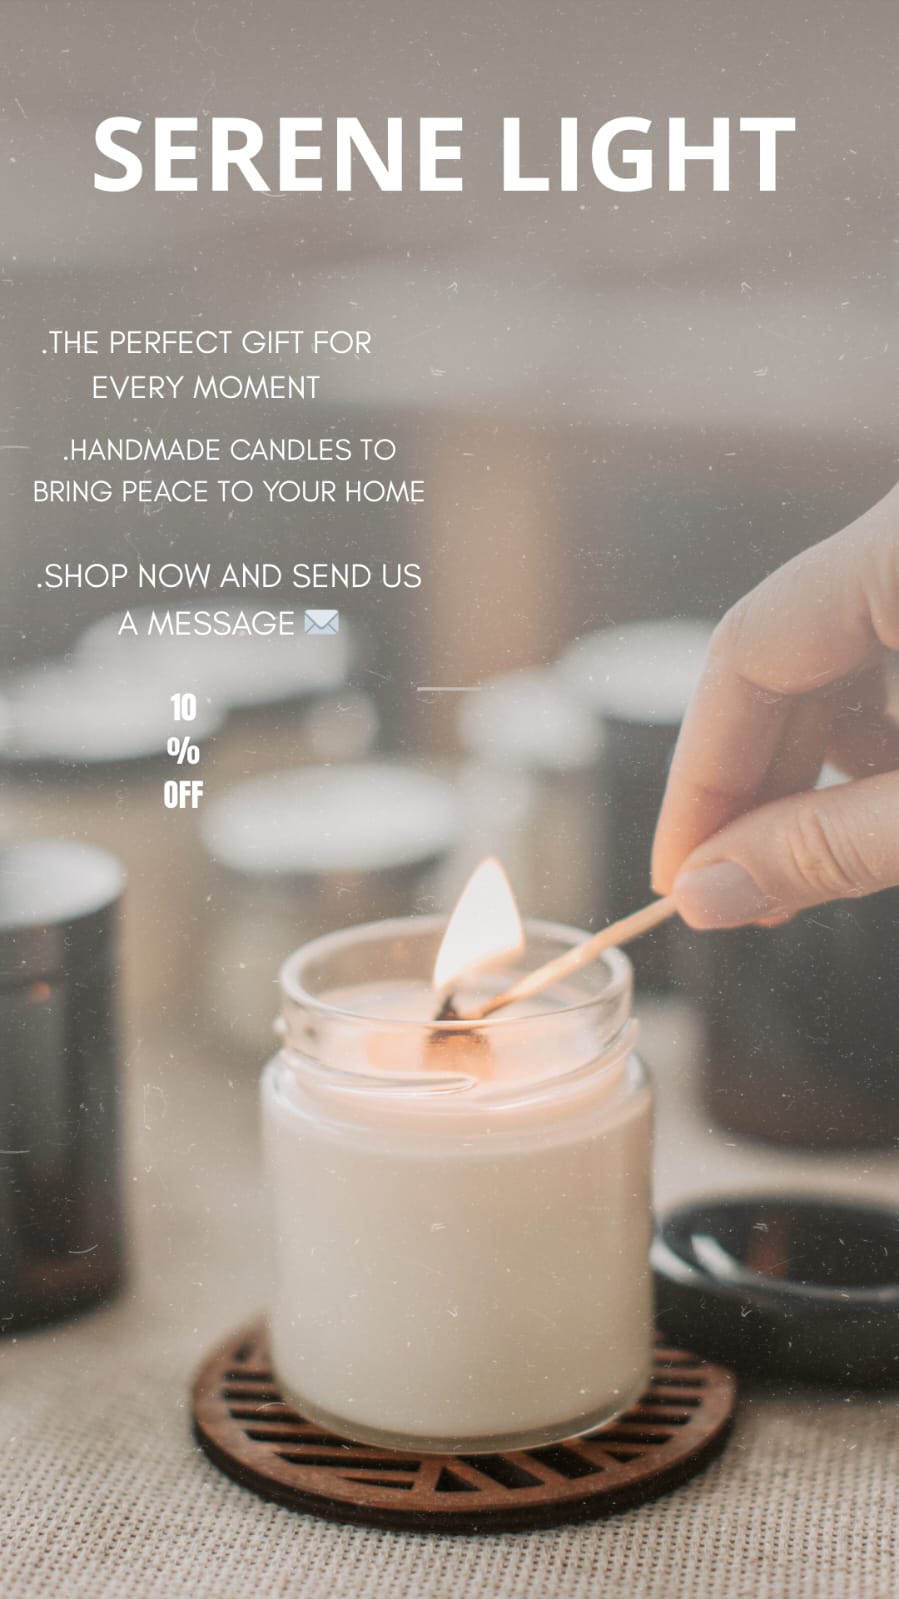 SERENE LIGHT
.THE PERFECT GIFT FOR
EVERY MOMENT
.HANDMADE CANDLES TO
BRING PEACE TO YOUR HOME
.SHOP NOW AND SEND US
A MESSAGE ✉️
10
%
OFF